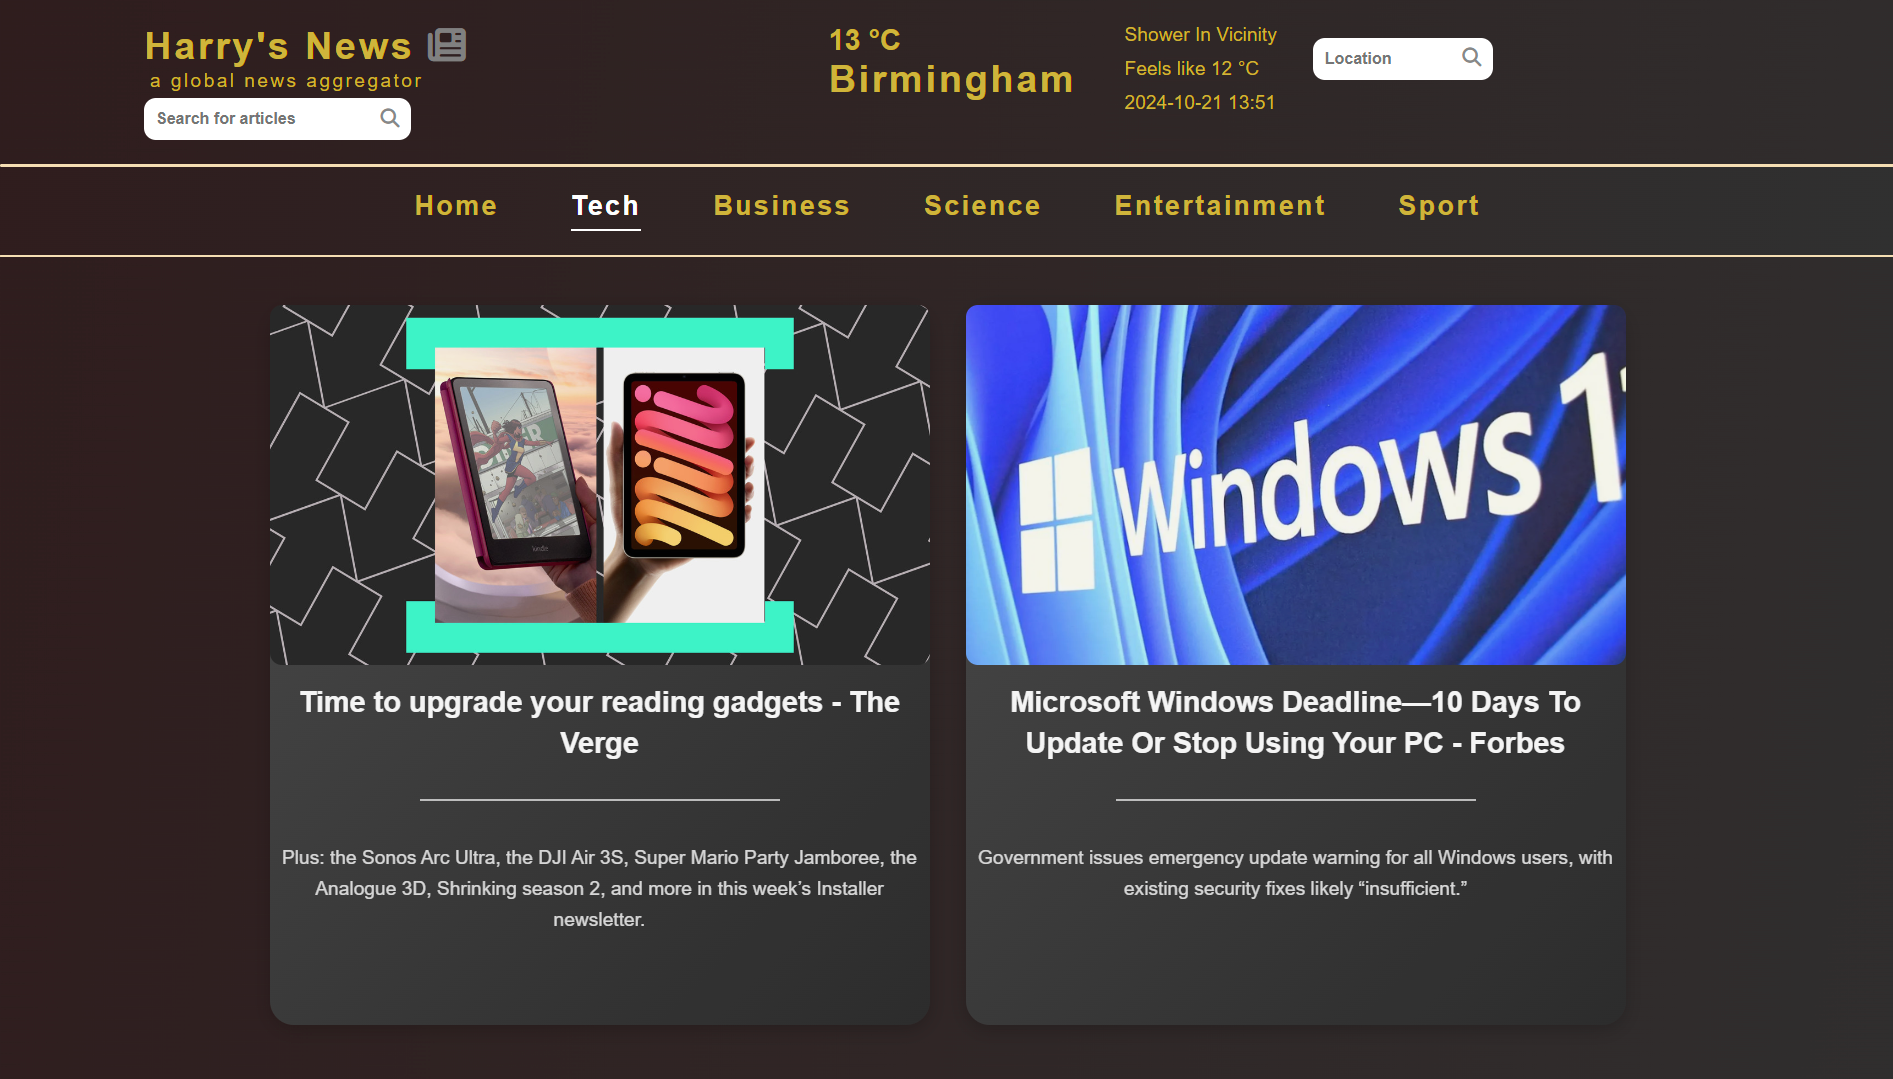 Harry's News
a global news aggregator
Search for articles
13 °C
Birmingham
Shower In Vicinity
Feels like 12 °C
2024-10-21 13:51
Location
Home
Tech
Business
Science
Entertainment
Sport
kindle
Windows 1
Time to upgrade your reading gadgets - The
Verge
Plus: the Sonos Arc Ultra, the DJI Air 3S, Super Mario Party Jamboree, the
Analogue 3D, Shrinking season 2, and more in this week’s Installer
newsletter.
Microsoft Windows Deadline—10 Days To
Update Or Stop Using Your PC - Forbes
Government issues emergency update warning for all Windows users, with
existing security fixes likely “insufficient.”